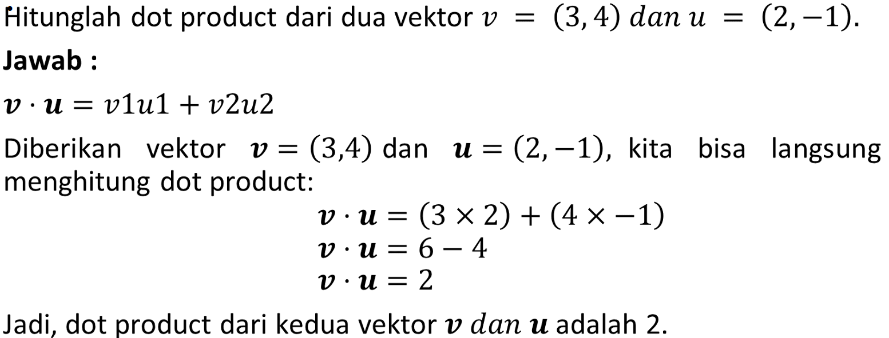 Hitunglah dot product dari dua vektor v = (3, 4) dan u = (2, −1).
Jawab :
v · u = v1u1 + v2u2
Diberikan vektor v = (3,4) dan u = (2, −1), kita bisa langsung
menghitung dot product:
v · u = (3 × 2) + (4 × −1)
v · u = 6 − 4
v · u = 2
Jadi, dot product dari kedua vektor v dan u adalah 2.